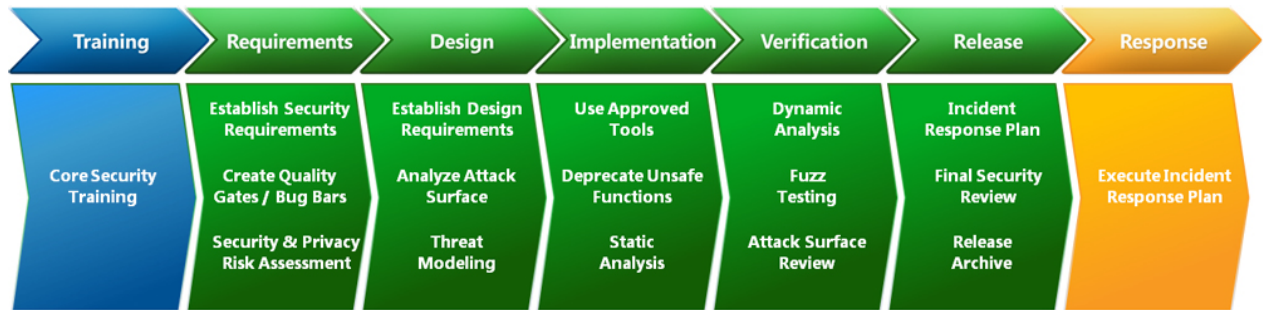 Training
Requirements
Design
Implementation
Verification
Release
Response
Core Security
Training
Establish Security
Requirements
Create Quality
Gates / Bug Bars
Security & Privacy
Risk Assessment
Establish Design
Requirements
Analyze Attack
Surface
Threat
Modeling
Use Approved
Tools
Deprecate Unsafe
Functions
Static
Analysis
Dynamic
Analysis
Fuzz
Testing
Attack Surface
Review
Incident
Response Plan
Final Security
Review
Release
Archive
Execute Incident
Response Plan